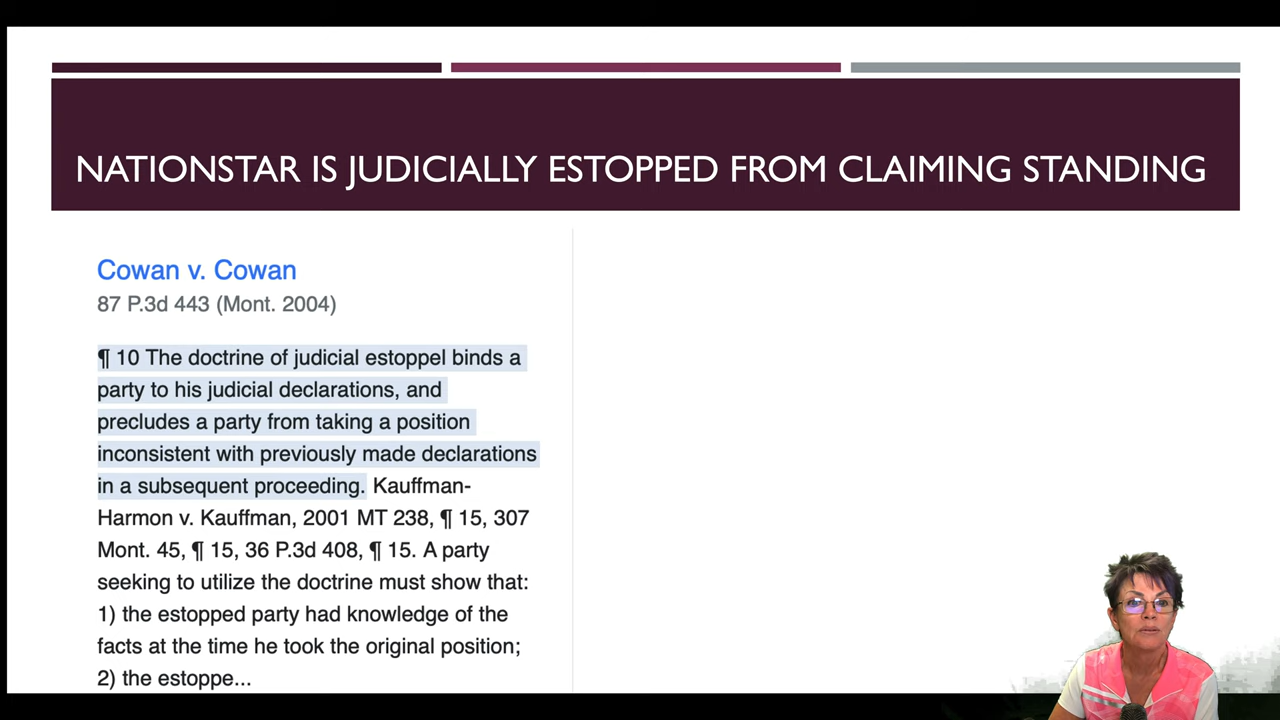 NATIONSTAR IS JUDICIALLY ESTOPPED FROM CLAIMING STANDING
Cowan v. Cowan
87 P.3d 443 (Mont. 2004)
¶ 10 The doctrine of judicial estoppel binds a
party to his judicial declarations, and
precludes a party from taking a position
inconsistent with previously made declarations
in a subsequent proceeding. Kauffman-
Harmon v. Kauffman, 2001 MT 238, ¶ 15, 307
Mont. 45, ¶ 15, 36 P.3d 408, ¶ 15. A party
seeking to utilize the doctrine must show that:
1) the estopped party had knowledge of the
facts at the time he took the original position;
2) the estoppe...